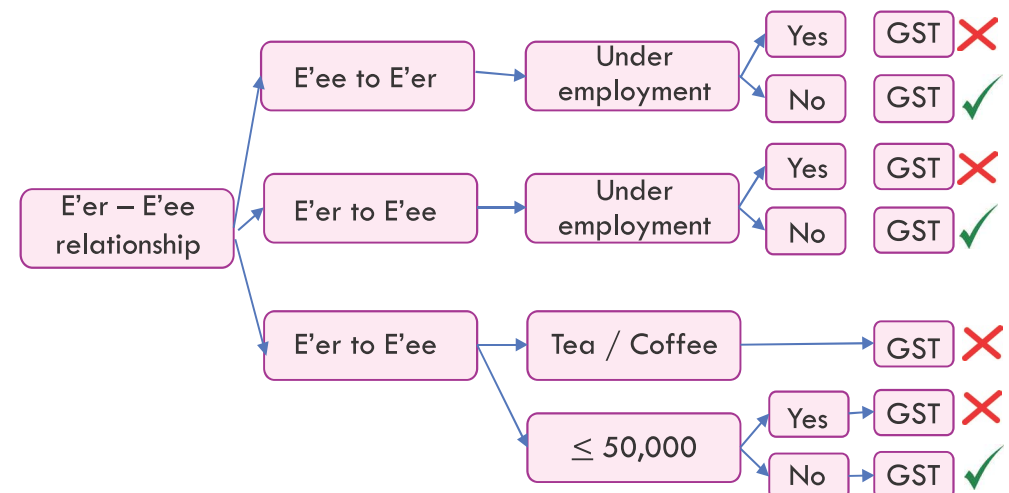 E'er – E'ee
relationship
E'ee to E'er
Under
employment
Yes
GST
No
GST
E'er to E'ee
Under
employment
Yes
GST
No
GST
E'er to E'ee
Tea / Coffee
GST
≤ 50,000
Yes
GST
No
GST